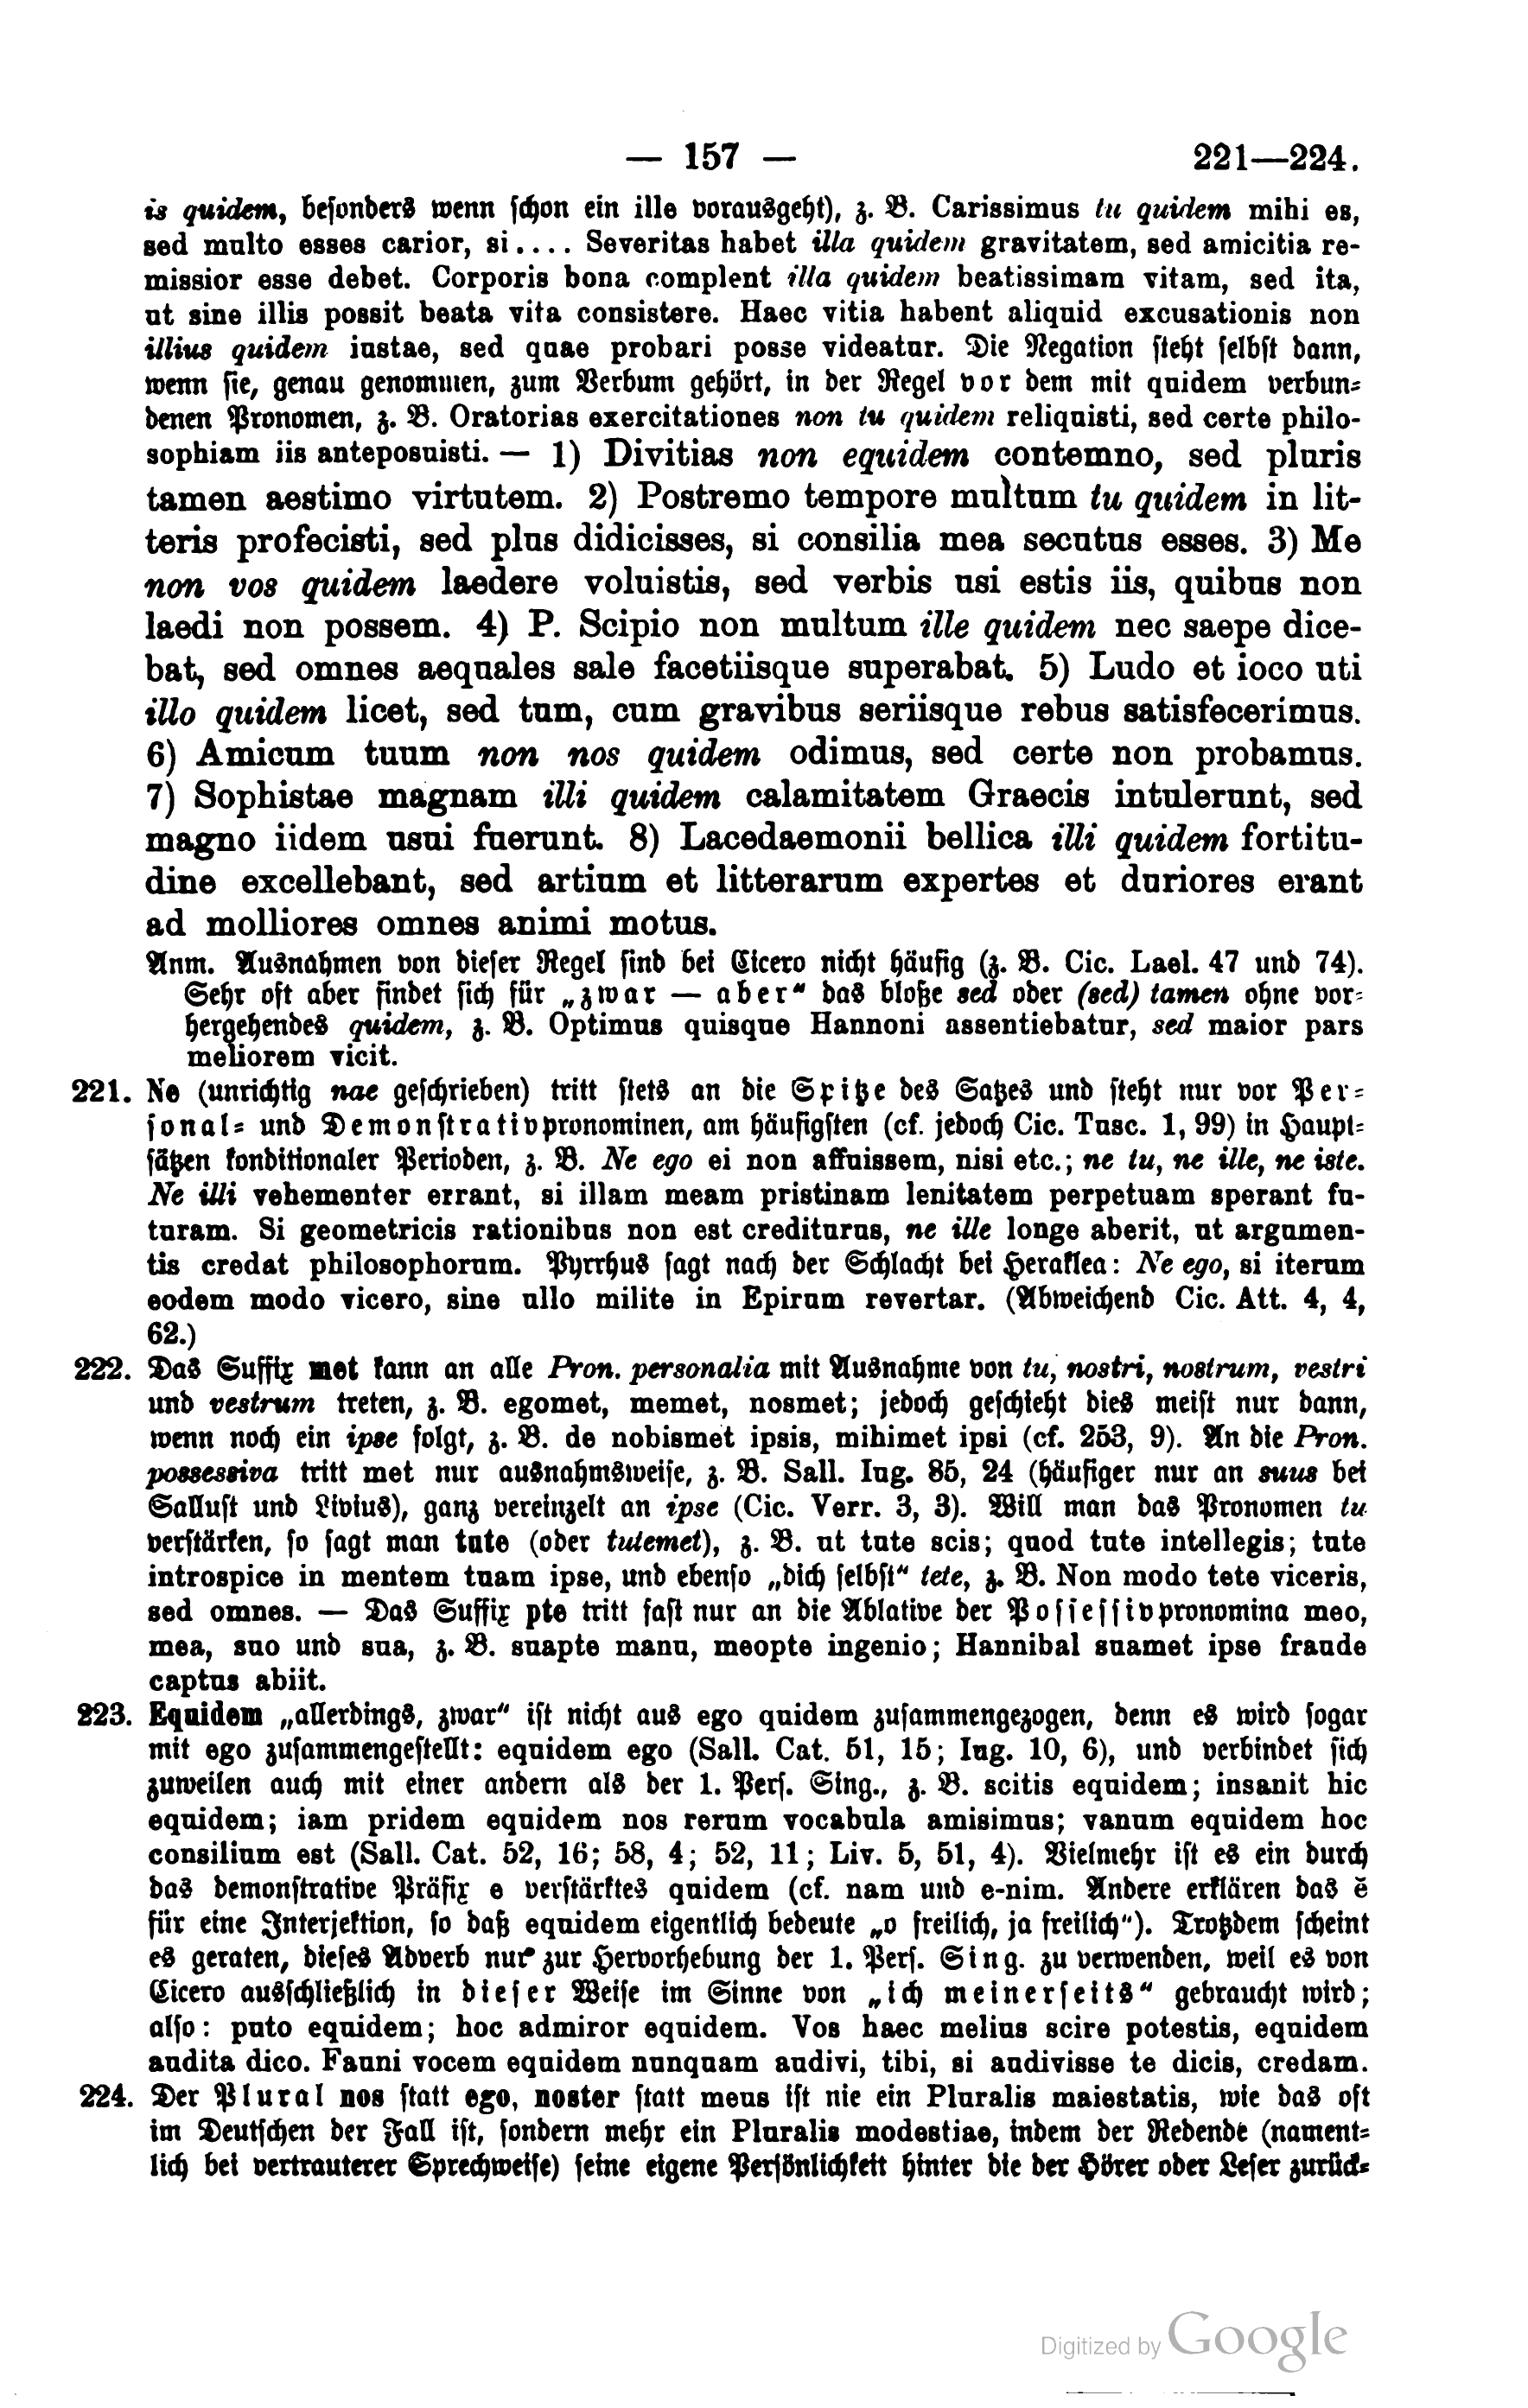 — 157 — 221—224.
is quidem, besonders wenn schon ein ille vorausgeht), z. B. Carissimus tu quidem mihi es,
sed multo esses carior, si.... Severitas habet illa quidem gravitatem, sed amicitia re-
missior esse debet. Corporis bona complent illa quidem beatissimam vitam, sed ita,
ut sine illis possit beata vita consistere. Haec vitia habent aliquid excusationis non
illius quidem iustae, sed quae probari posse videatur. Die Negation steht selbst dann,
wenn sie, genau genommen, zum Verbum gehört, in der Regel vor dem mit quidem verbun-
denen Pronomen, z. B. Oratorias exercitationes non tu quidem reliquisti, sed certe philo-
sophiam iis anteposuisti. — 1) Divitias non equidem contemno, sed pluris
tamen aestimo virtutem. 2) Postremo tempore multum tu quidem in lit-
teris profecisti, sed plus didicisses, si consilia mea secutus esses. 3) Me
non vos quidem laedere voluistis, sed verbis usi estis iis, quibus non
laedi non possem. 4) P. Scipio non multum ille quidem nec saepe dice-
bat, sed omnes aequales sale facetiisque superabat. 5) Ludo et ioco uti
illo quidem licet, sed tum, cum gravibus seriisque rebus satisfecerimus.
6) Amicum tuum non nos quidem odimus, sed certe non probamus.
7) Sophistae magnam illi quidem calamitatem Graecis intulerunt, sed
magno iidem usui fuerunt. 8) Lacedaemonii bellica illi quidem fortitu-
dine excellebant, sed artium et litterarum expertes et duriores erant
ad molliores omnes animi motus.
Anm. Ausnahmen von dieser Regel sind bei Cicero nicht häufig (z. B. Cic. Lael. 47 und 74).
Sehr oft aber findet sich für „zwar — aber“ das bloße sed oder (sed) tamen ohne vor-
hergehendes quidem, z. B. Optimus quisque Hannoni assentiebatur, sed maior pars
meliorem vicit.
221. Ne (unrichtig nae geschrieben) tritt stets an die Spitze des Satzes und steht nur vor Per-
sonal- und Demonstrativpronominen, am häufigsten (cf. jedoch Cic. Tusc. 1, 99) in Haupt-
sätzen konditionaler Perioden, z. B. Ne ego ei non affuissem, nisi etc.; ne tu, ne ille, ne iste.
Ne illi vehementer errant, si illam meam pristinam lenitatem perpetuam sperant fu-
turam. Si geometricis rationibus non est crediturus, ne ille longe aberit, ut argumen-
tis credat philosophorum. Pyrrhus sagt nach der Schlacht bei Heraklea: Ne ego, si iterum
eodem modo vicero, sine ullo milite in Epirum revertar. (Abweichend Cic. Att. 4, 4,
62.)
222. Das Suffix met kann an alle Pron. personalia mit Ausnahme von tu, nostri, nostrum, vestri
und vestrum treten, z. B. egomet, memet, nosmet; jedoch geschieht dies meist nur dann,
wenn noch ein ipse folgt, z. B. de nobismet ipsis, mihimet ipsi (cf. 253, 9). An die Pron.
possessiva tritt met nur ausnahmsweise, z. B. Sall. Iug. 85, 24 (häufiger nur an suus bei
Sallust und Livius), ganz vereinzelt an ipse (Cic. Verr. 3, 3). Will man das Pronomen tu
verstärken, so sagt man tute (oder tutemet), z. B. ut tute scis; quod tute intellegis; tute
introspice in mentem tuam ipse, und ebenso „dich selbst“ tete, z. B. Non modo tete viceris,
sed omnes. — Das Suffix pte tritt fast nur an die Ablative der Possessivpronomina meo,
mea, suo und sua, z. B. suapte manu, meopte ingenio; Hannibal suamet ipse fraude
captus abiit.
223. Equidem „allerdings, zwar“ ist nicht aus ego quidem zusammengezogen, denn es wird sogar
mit ego zusammengestellt: equidem ego (Sall. Cat. 51, 15; Iug. 10, 6), und verbindet sich
zuweilen auch mit einer andern als der 1. Pers. Sing., z. B. scitis equidem; insanit hic
equidem; iam pridem equidem nos rerum vocabula amisimus; vanum equidem hoc
consilium est (Sall. Cat. 52, 16; 58, 4; 52, 11; Liv. 5, 51, 4). Vielmehr ist es ein durch
das demonstrative Präfix e verstärktes quidem (cf. nam und e-nim. Andere erklären das ĕ
für eine Interjektion, so daß equidem eigentlich bedeute „o freilich, ja freilich“). Trotzdem scheint
es geraten, dieses Adverb nur zur Hervorhebung der 1. Pers. Sing. zu verwenden, weil es von
Cicero ausschließlich in dieser Weise im Sinne von „ich meinerseits“ gebraucht wird;
also: puto equidem; hoc admiror equidem. Vos haec melius scire potestis, equidem
audita dico. Fauni vocem equidem nunquam audivi, tibi, si audivisse te dicis, credam.
224. Der Plural nos statt ego, noster statt meus ist nie ein Pluralis maiestatis, wie das oft
im Deutschen der Fall ist, sondern mehr ein Pluralis modestiae, indem der Redende (nament-
lich bei vertrauterer Sprechweise) seine eigene Persönlichkeit hinter die der Hörer oder Leser zurück-
Digitized by Google